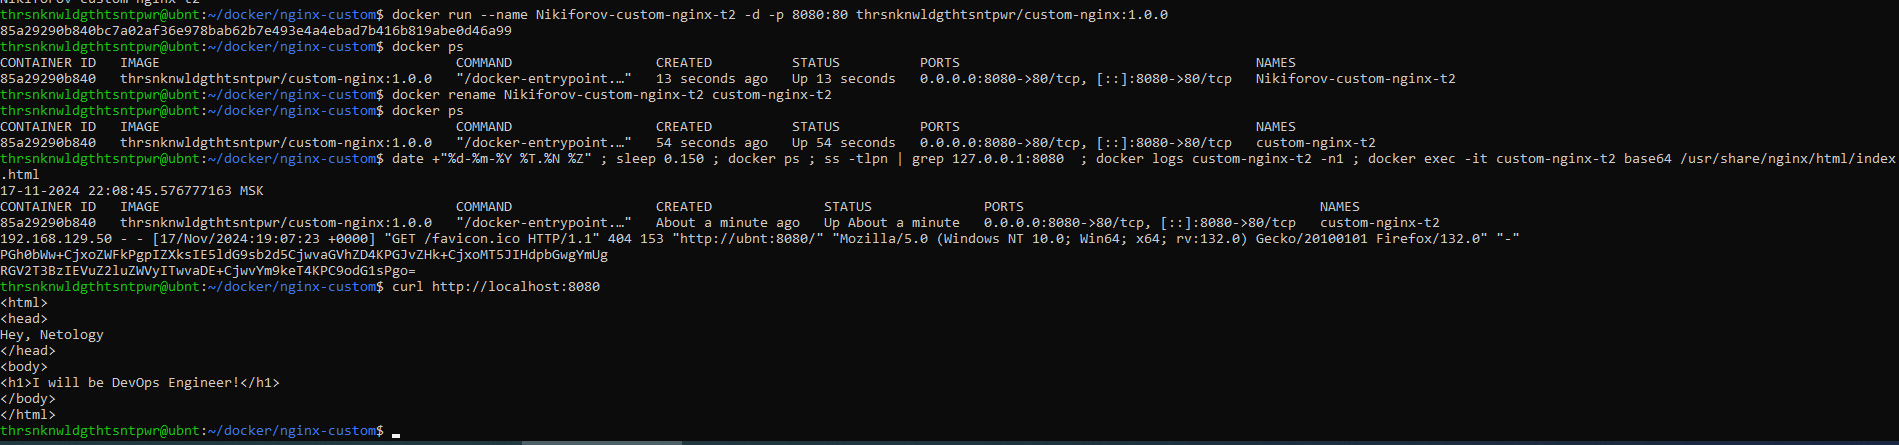 Nikiforov-custom-nginx-t2
thrsnknwldgthtsntpwr@ubnt:~/docker/nginx-custom$ docker run --name Nikiforov-custom-nginx-t2 -d -p 8080:80 thrsnknwldgthtsntpwr/custom-nginx:1.0.0
85a29290b840bc7a02af36e978bab62b7e493e4a4ebad7b416b819abe0d46a99
thrsnknwldgthtsntpwr@ubnt:~/docker/nginx-custom$ docker ps
CONTAINER ID   IMAGE                                     COMMAND                  CREATED          STATUS          PORTS                                     NAMES
85a29290b840   thrsnknwldgthtsntpwr/custom-nginx:1.0.0   "/docker-entrypoint.…"   13 seconds ago   Up 13 seconds   0.0.0.0:8080->80/tcp, [::]:8080->80/tcp   Nikiforov-custom-nginx-t2
thrsnknwldgthtsntpwr@ubnt:~/docker/nginx-custom$ docker rename Nikiforov-custom-nginx-t2 custom-nginx-t2
thrsnknwldgthtsntpwr@ubnt:~/docker/nginx-custom$ docker ps
CONTAINER ID   IMAGE                                     COMMAND                  CREATED          STATUS          PORTS                                     NAMES
85a29290b840   thrsnknwldgthtsntpwr/custom-nginx:1.0.0   "/docker-entrypoint.…"   54 seconds ago   Up 54 seconds   0.0.0.0:8080->80/tcp, [::]:8080->80/tcp   custom-nginx-t2
thrsnknwldgthtsntpwr@ubnt:~/docker/nginx-custom$ date +"%d-%m-%Y %T.%N %Z" ; sleep 0.150 ; docker ps ; ss -tlpn | grep 127.0.0.1:8080  ; docker logs custom-nginx-t2 -n1 ; docker exec -it custom-nginx-t2 base64 /usr/share/nginx/html/index
.html
17-11-2024 22:08:45.576777163 MSK
CONTAINER ID   IMAGE                                     COMMAND                  CREATED              STATUS              PORTS                                     NAMES
85a29290b840   thrsnknwldgthtsntpwr/custom-nginx:1.0.0   "/docker-entrypoint.…"   About a minute ago   Up About a minute   0.0.0.0:8080->80/tcp, [::]:8080->80/tcp   custom-nginx-t2
192.168.129.50 - - [17/Nov/2024:19:07:23 +0000] "GET /favicon.ico HTTP/1.1" 404 153 "http://ubnt:8080/" "Mozilla/5.0 (Windows NT 10.0; Win64; x64; rv:132.0) Gecko/20100101 Firefox/132.0" "-"
PGh0bWw+CjxoZWFkPgpIZXksIE5ldG9sb2d5CjwvaGVhZD4KPGJvZHk+CjxoMT5JIHdpbGwgYmUg
RGV2T3BzIEVuZ2luZWVyITwvaDE+CjwvYm9keT4KPC9odG1sPgo=
thrsnknwldgthtsntpwr@ubnt:~/docker/nginx-custom$ curl http://localhost:8080
<html>
<head>
Hey, Netology
</head>
<body>
<h1>I will be DevOps Engineer!</h1>
</body>
</html>
thrsnknwldgthtsntpwr@ubnt:~/docker/nginx-custom$